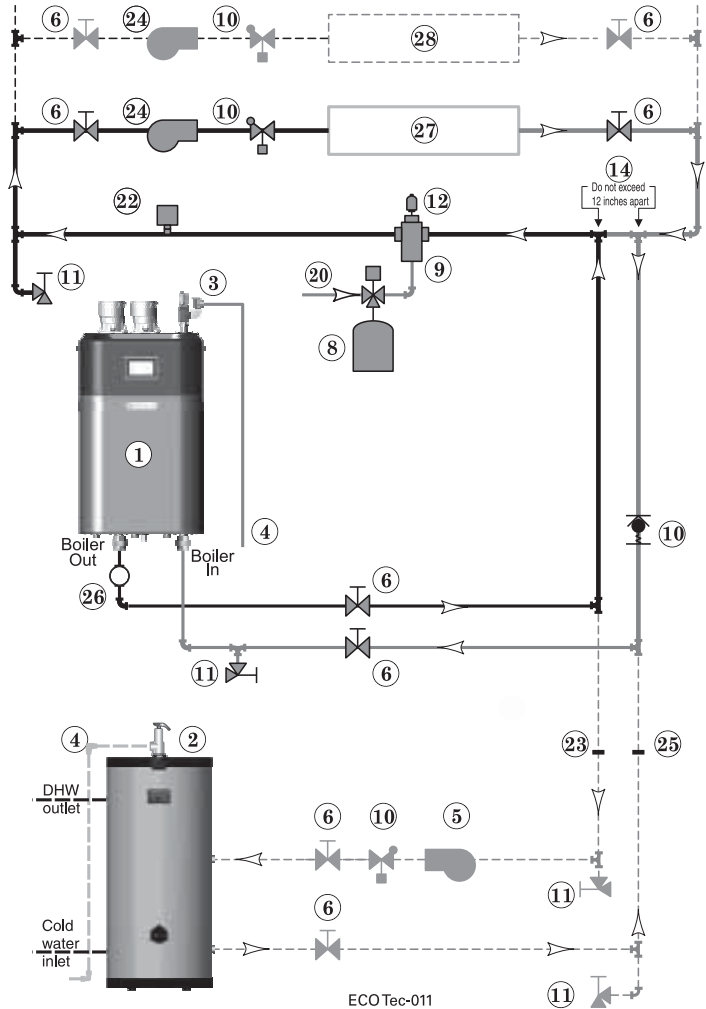 6
24
10
28
6
6
24
10
27
6
14
Do not exceed
12 inches apart
22
12
11
3
20
9
8
1
4
10
Boiler
Out
Boiler
In
26
6
11
6
4
2
23
25
DHW
outlet
6
10
5
11
6
Cold
water
inlet
11
ECO Tec-011